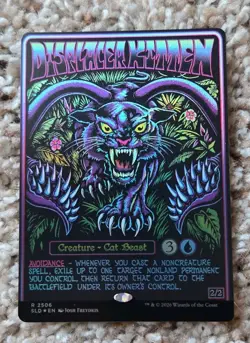 DISPLACER KITTEN
Creature - Cat Beast 3
AVOIDANCE - WHENEVER YOU CAST A NONCREATURE
SPELL, EXILE UP TO ONE TARGET NONLAND PERMANENT
YOU CONTROL, THEN RETURN THAT CARD TO THE
BATTLEFIELD UNDER ITS OWNER'S CONTROL.
2/2
R 2506
SLD EN
™ & © 2025 Wizards of the Coast